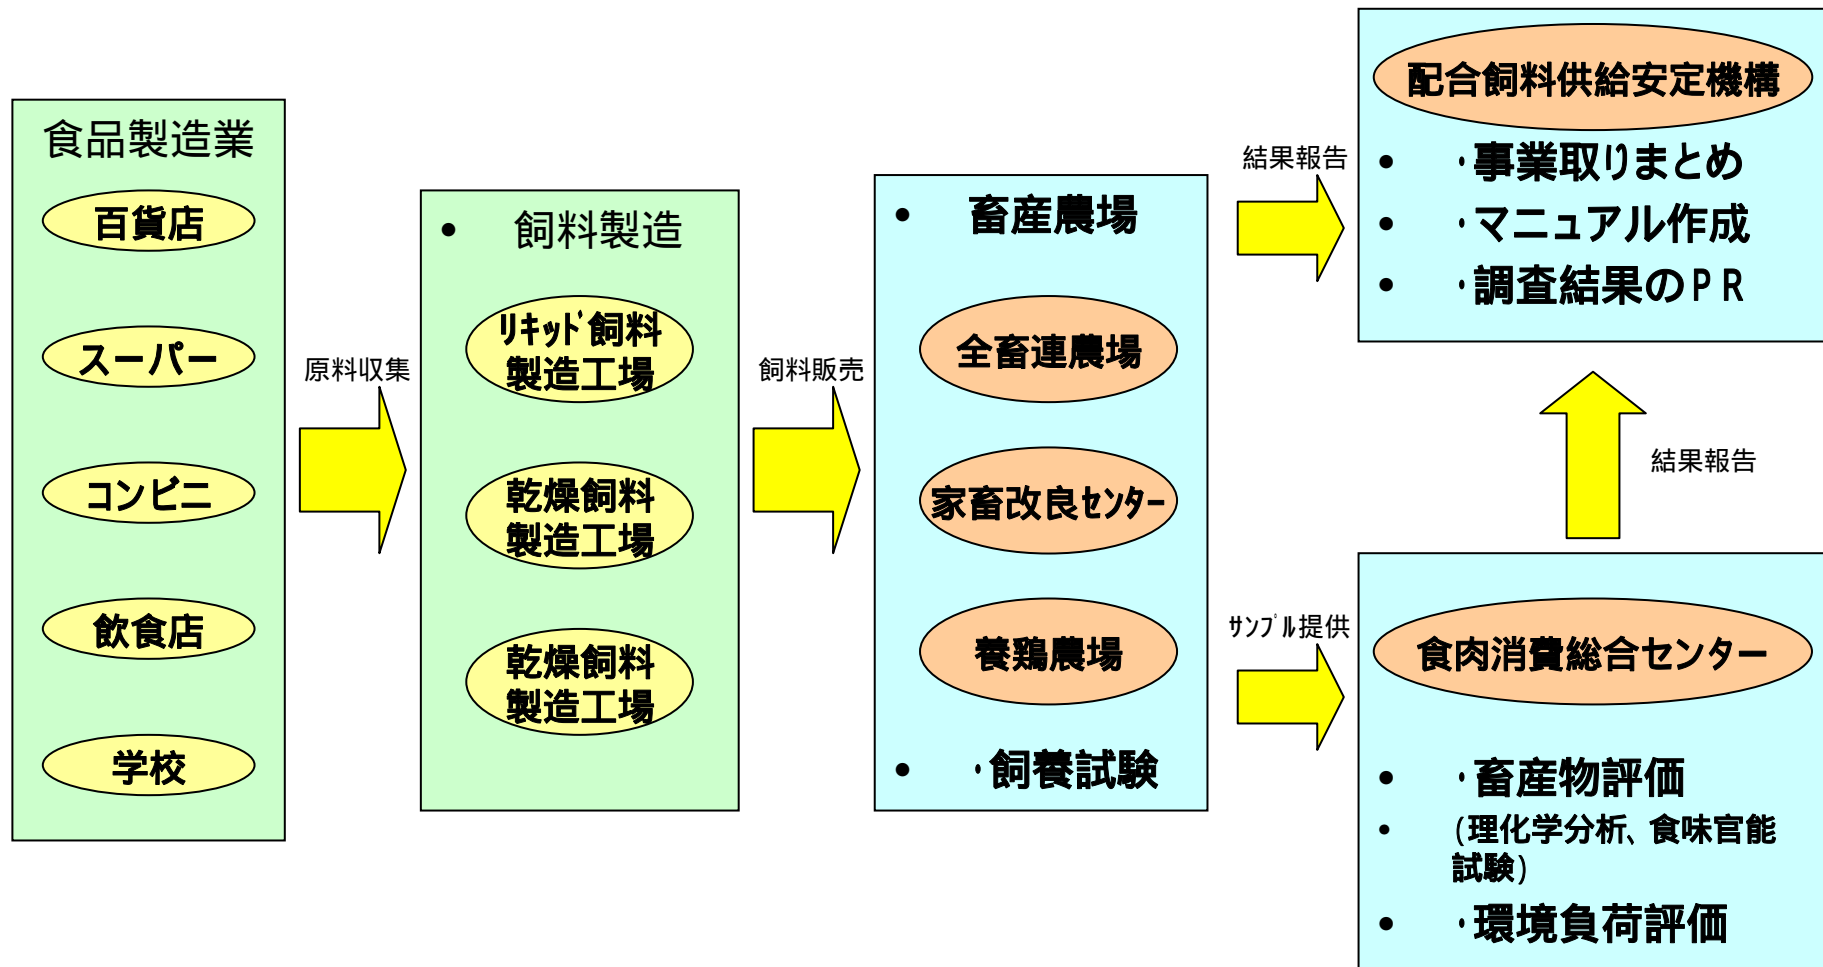 食品製造業
百貨店
スーパー
コンビニ
飲食店
学校
原料収集
• 飼料製造
ﾘｷｯﾄﾞ飼料
製造工場
乾燥飼料
製造工場
乾燥飼料
製造工場
飼料販売
• 畜産農場
全畜連農場
家畜改良ｾﾝﾀｰ
養鶏農場
• ･飼養試験
結果報告
サンプル提供
配合飼料供給安定機構
• ･事業取りまとめ
• ･マニュアル作成
• ･調査結果のＰＲ
結果報告
食肉消費総合センター
• ･畜産物評価
• （理化学分析、食味官能
試験）
• ･環境負荷評価